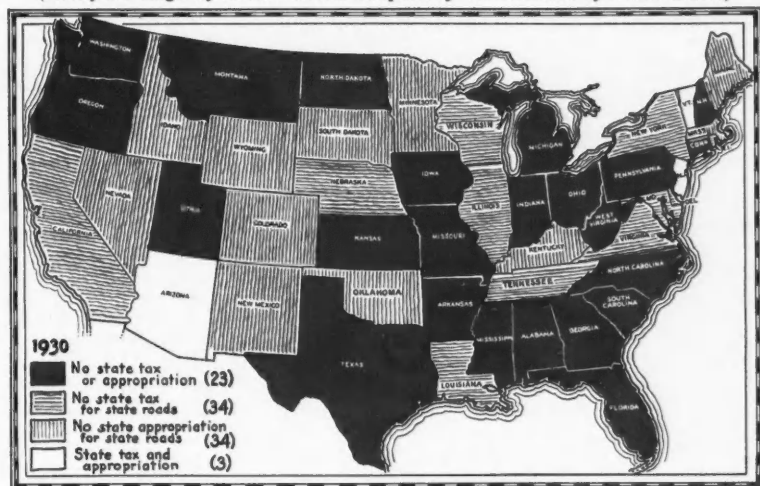 WASHINGTON
MONTANA
NORTH DAKOTA
MINNESOTA
OREGON
IDAHO
SOUTH DAKOTA
WISCONSIN
MICHIGAN
VT.
N.H.
MASS.
CONN.
NEW YORK
WYOMING
NEBRASKA
IOWA
PENNSYLVANIA
NEVADA
UTAH
COLORADO
ILLINOIS
INDIANA
OHIO
WEST
VIRGINIA
MD.
DEL.
CALIFORNIA
KANSAS
MISSOURI
KENTUCKY
VIRGINIA
ARIZONA
NEW MEXICO
OKLAHOMA
ARKANSAS
TENNESSEE
NORTH CAROLINA
SOUTH
CAROLINA
MISSISSIPPI
ALABAMA
GEORGIA
TEXAS
LOUISIANA
FLORIDA
1930
No state tax
or appropriation (23)
No state tax
for state roads (34)
No state appropriation
for state roads (34)
State tax and
appropriation (3)